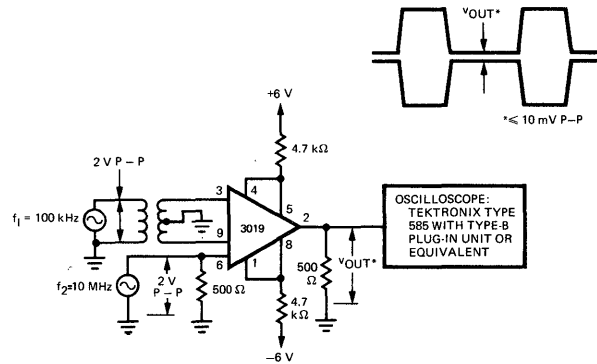 vOUT*
*≤ 10 mV P–P
+6 V
4.7 kΩ
2 V P – P
3
4
5
2
f1 = 100 kHz
3019
9
8
6
1
f2=10 MHz
2 V
P – P
500 Ω
500
Ω
vOUT*
4.7
kΩ
–6 V
OSCILLOSCOPE:
TEKTRONIX TYPE
585 WITH TYPE-B
PLUG-IN UNIT OR
EQUIVALENT